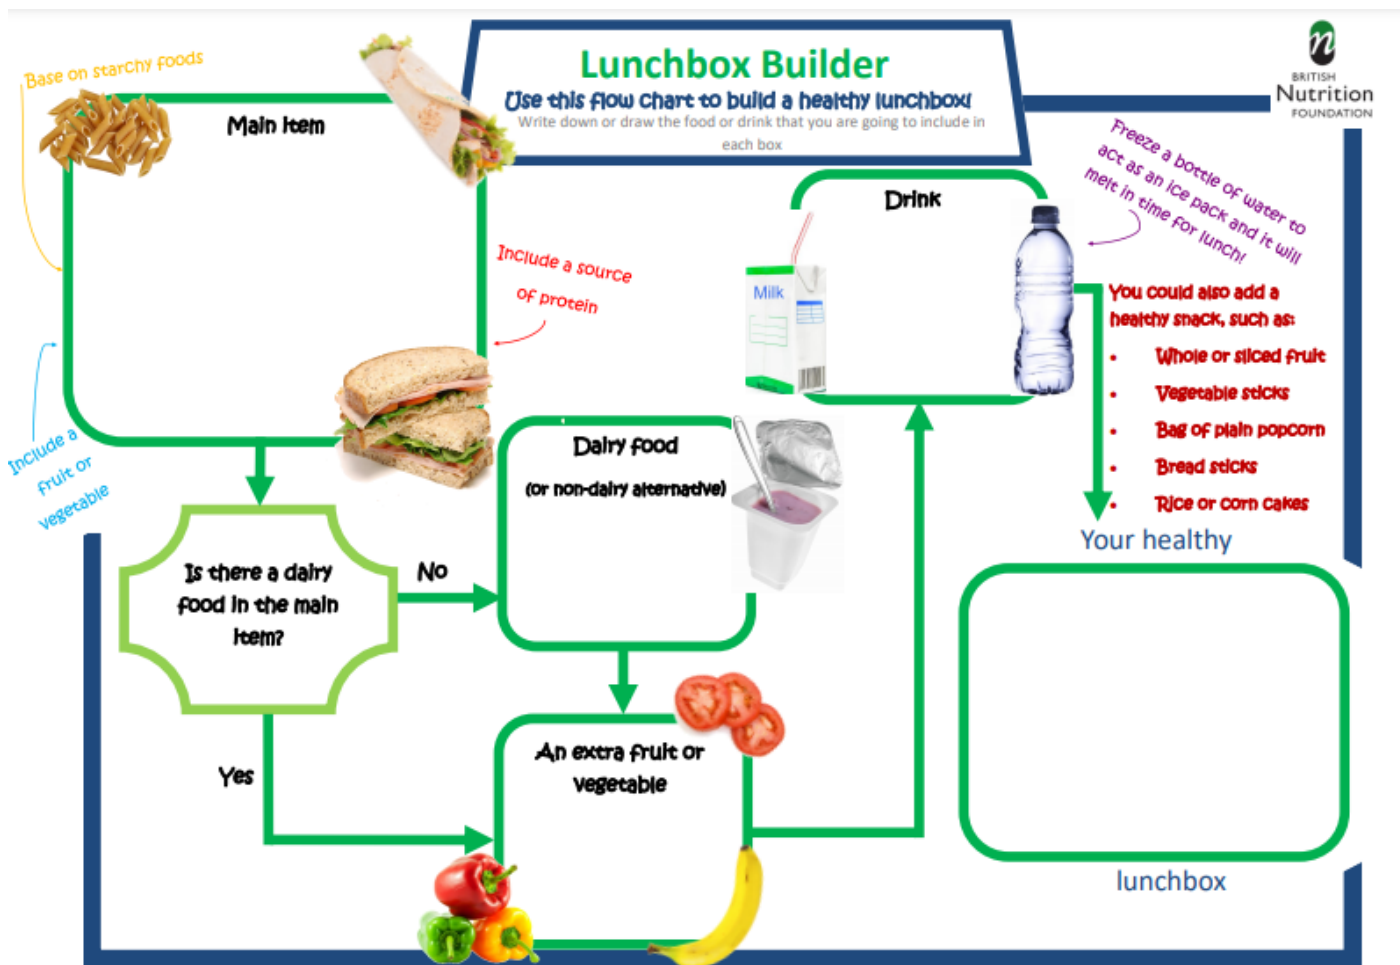 Lunchbox Builder
Use this flow chart to build a healthy lunchbox!
Write down or draw the food or drink that you are going to include in
each box
n
BRITISH
Nutrition
FOUNDATION
Base on starchy foods
Main item
Include a source
of protein
Include a
fruit or
vegetable
Is there a dairy
food in the main
item?
No
Yes
Dairy food
(or non-dairy alternative)
An extra fruit or
vegetable
Drink
Milk
Freeze a bottle of water to
act as an ice pack and it will
melt in time for lunch!
You could also add a
healthy snack, such as:
• Whole or sliced fruit
• Vegetable sticks
• Bag of plain popcorn
• Bread sticks
• Rice or corn cakes
Your healthy
lunchbox